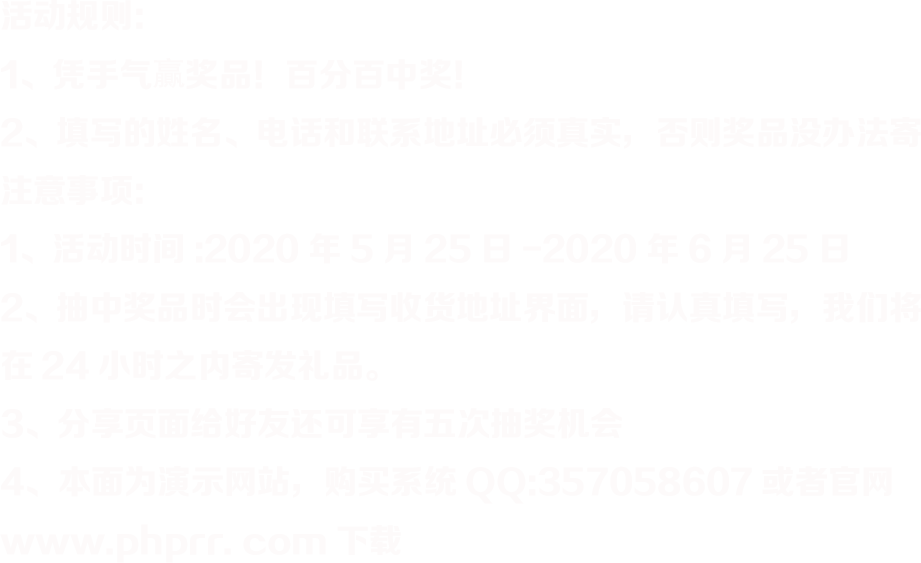 活动规则:
1、凭手气赢奖品！百分百中奖！
2、填写的姓名、电话和联系地址必须真实，否则奖品没办法寄
注意事项:
1、活动时间 :2020 年 5 月 25 日 -2020 年 6 月 25 日
2、抽中奖品时会出现填写收货地址界面，请认真填写，我们将
在 24 小时之内寄发礼品。
3、分享页面给好友还可享有五次抽奖机会
4、本面为演示网站，购买系统 QQ:357058607 或者官网
www.phprr. com 下载